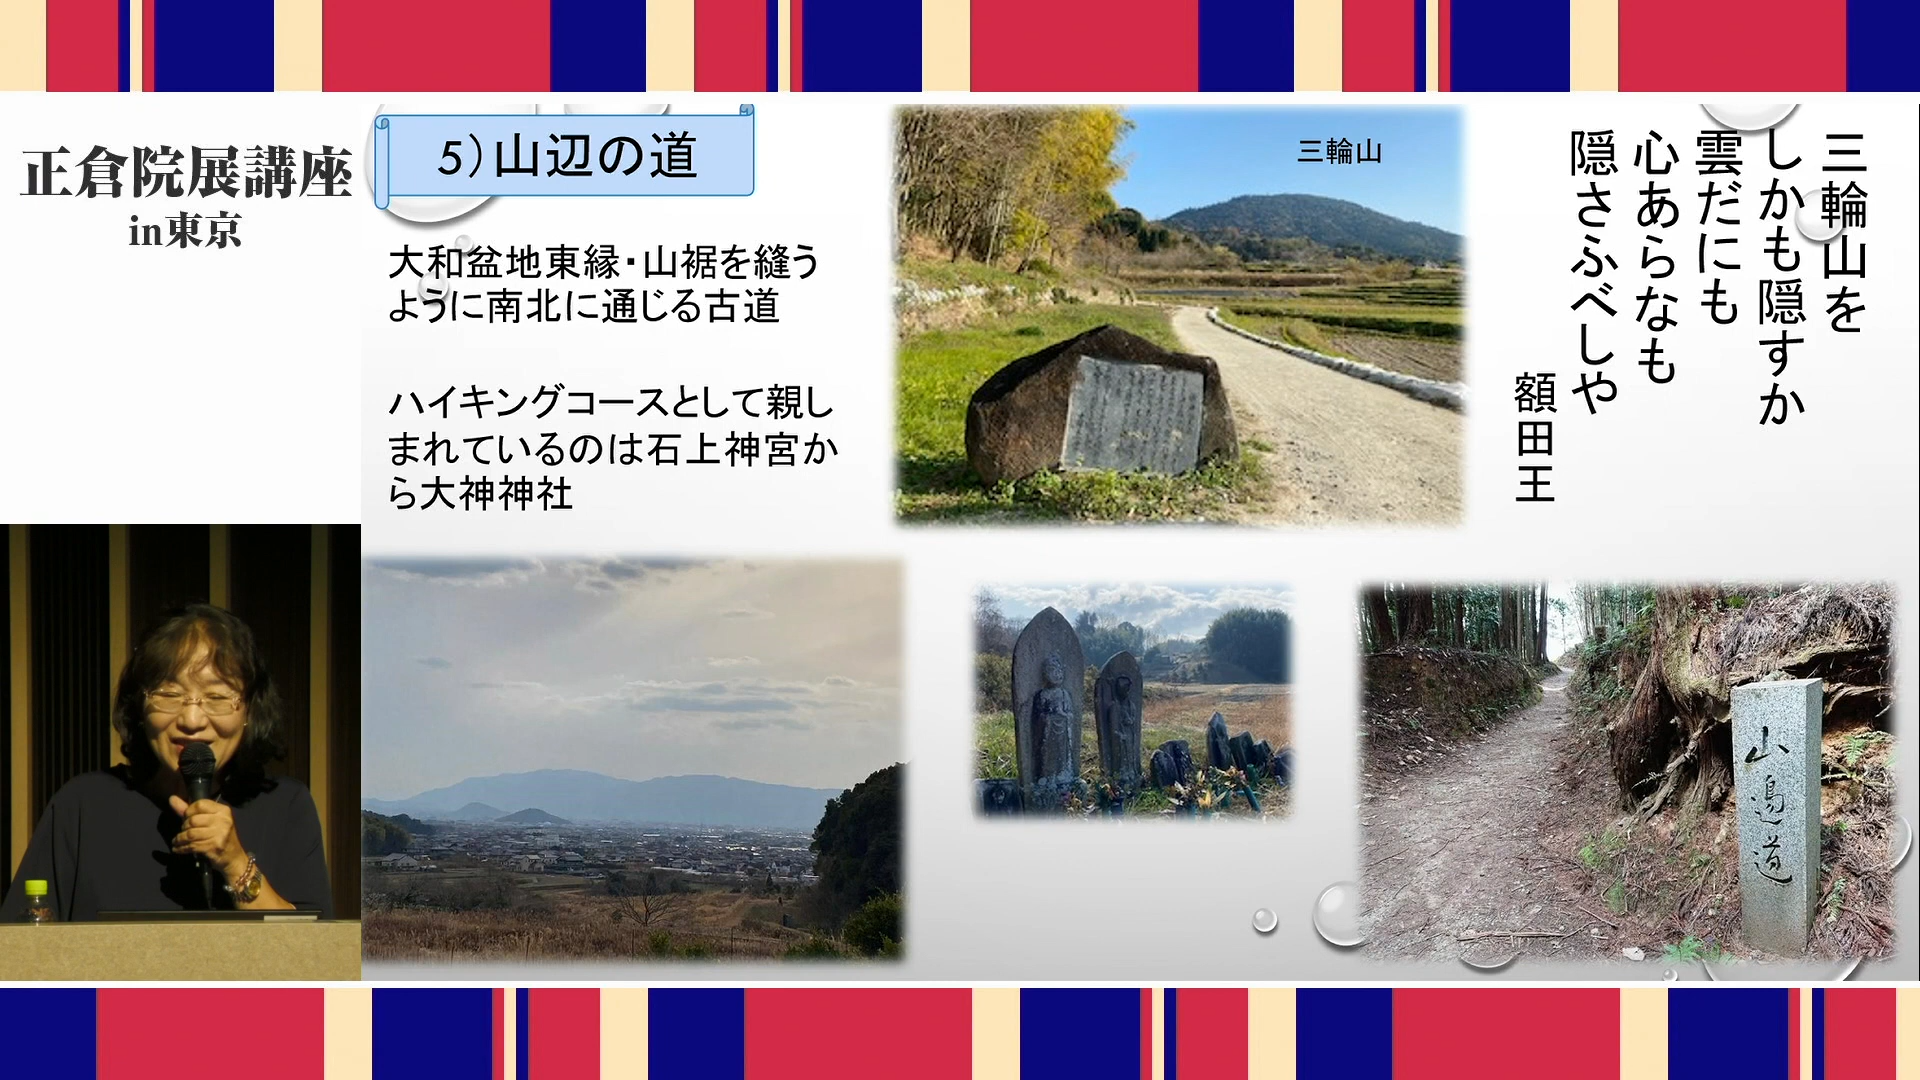 正倉院展講座
in東京
5）山辺の道
大和盆地東縁・山裾を縫う
ように南北に通じる古道
ハイキングコースとして親し
まれているのは石上神宮か
ら大神神社
三輪山
三輪山を
しかも隠すか
雲だにも
心あらなも
隠さふべしや
額田王
山邊道